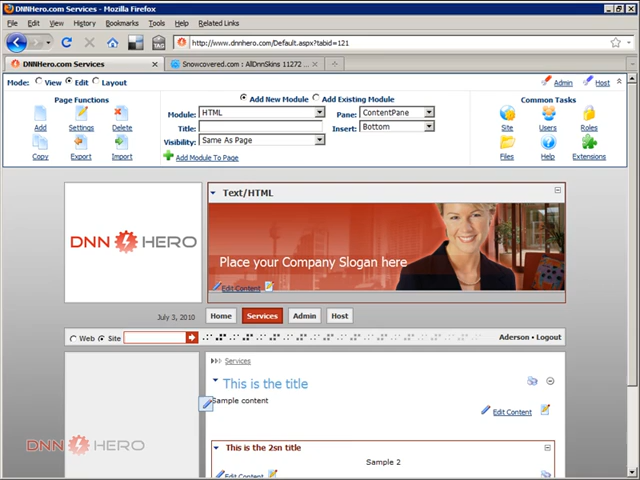 DNNHero.com Services - Mozilla Firefox
File Edit View History Bookmarks Tools Help Related Links
TAG
http://www.dnnhero.com/Default.aspx?tabid=121
DNNHero.com Services
Snowcovered.com : AllDnnSkins 11272 ...
Mode: View Edit Layout
Admin Host
Page Functions
Add Settings Delete
Copy Export Import
Add New Module Add Existing Module
Module: HTML Pane: ContentPane
Title: Insert: Bottom
Visibility: Same As Page
Add Module To Page
Common Tasks
Site Users Roles
Files Help Extensions
DNN HERO
Text/HTML
Place your Company Slogan here
Edit Content
July 3, 2010
Home Services Admin Host
Web Site
Aderson • Logout
Services
This is the title
Sample content
Edit Content
This is the 2sn title
Sample 2
Edit Content
DNN HERO